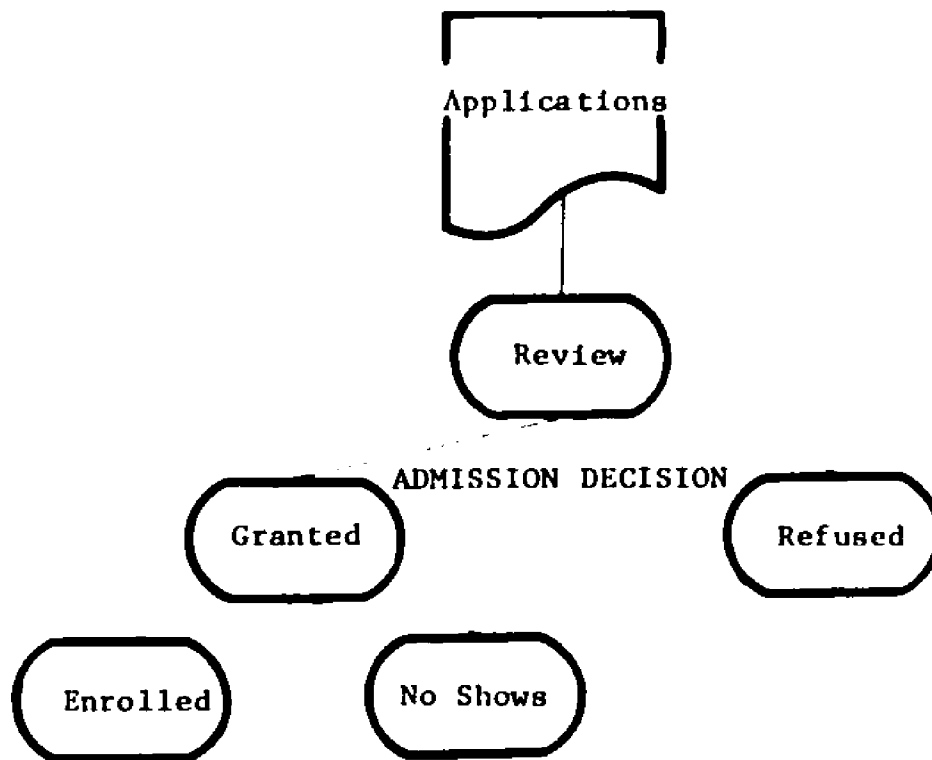 Applications
Review
ADMISSION DECISION
Granted
Refused
Enrolled
No Shows